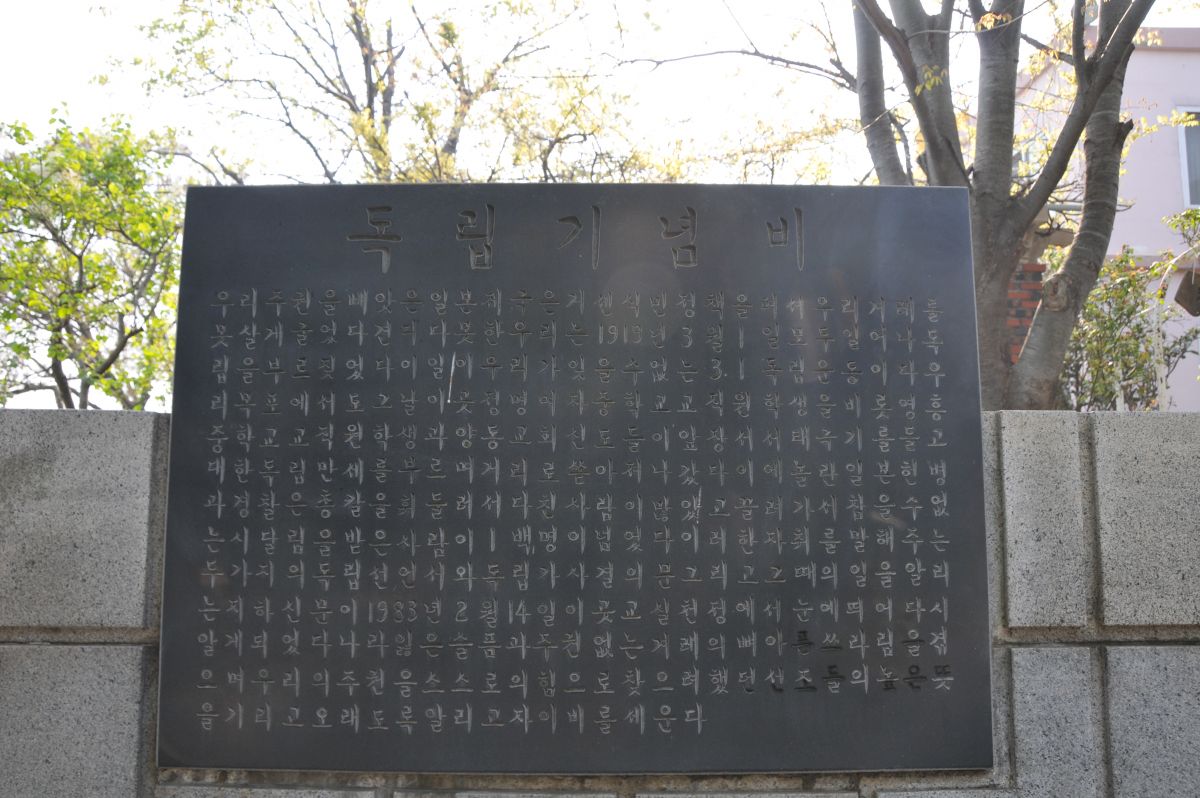 독립기념비
우리주권을빼앗은일본제국은거센식민정책을펴서우리겨레를
못살게굴었다견디다못한우리는1919년3월1일모두일어나독
립을부르짖었다이일이우리가잊을수없는3·1독립운동이다우
리목포에서도그날이곳정명여자중학교교직원학생을비롯영흥
중학교교직원학생과양동교회신도들이앞장서서태극기를들고
대한독립만세를부르며거리로쏟아져나갔다이에놀란일본헌병
과경찰은총칼을휘둘러서다친사람이많았고끌려가서참을수없
는시달림을받은사람이1백명이넘었다이러한자취를말해주는
두가지의독립선언서와독립가사결의문그리고그때의일을알리
는지하신문이1983년2월14일이곳교실천정에서눈에띄어다시
알게되었다나라잃은슬픔과주권없는겨레의뼈아픈쓰라림을겪
으며우리의주권을스스로의힘으로찾으려했던선조들의높은뜻
을기리고오래도록알리고자이비를세운다